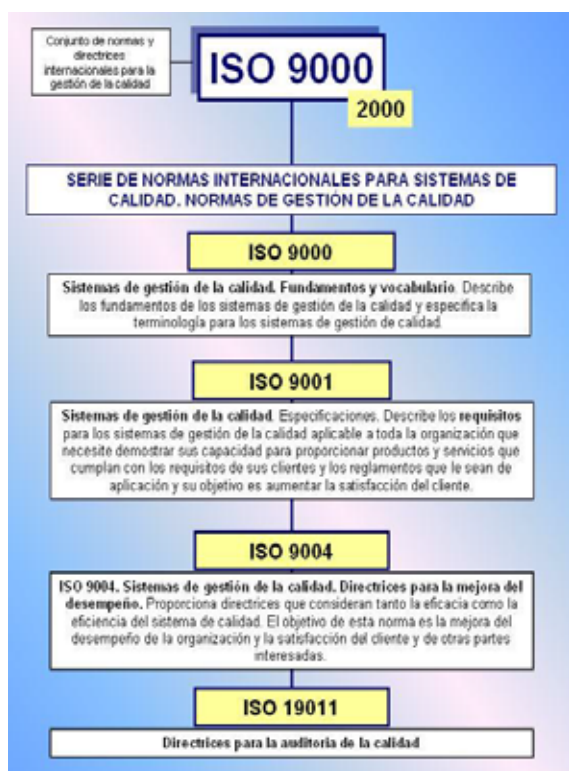 Conjunto de normas y
directrices
internacionales para la
gestión de la calidad
ISO 9000
2000
SERIE DE NORMAS INTERNACIONALES PARA SISTEMAS DE
CALIDAD. NORMAS DE GESTIÓN DE LA CALIDAD
ISO 9000
Sistemas de gestión de la calidad. Fundamentos y vocabulario. Describe
los fundamentos de los sistemas de gestión de la calidad y especifica la
terminología para los sistemas de gestión de calidad.
ISO 9001
Sistemas de gestión de la calidad. Especificaciones. Describe los requisitos
para los sistemas de gestión de la calidad aplicable a toda la organización que
necesite demostrar sus capacidad para proporcionar productos y servicios que
cumplan con los requisitos de sus clientes y los reglamentos que le sean de
aplicación y su objetivo es aumentar la satisfacción del cliente.
ISO 9004
ISO 9004. Sistemas de gestión de la calidad. Directrices para la mejora del
desempeño. Proporciona directrices que consideran tanto la eficacia como la
eficiencia del sistema de calidad. El objetivo de esta norma es la mejora del
desempeño de la organización y la satisfacción del cliente y de otras partes
interesadas.
ISO 19011
Directrices para la auditoria de la calidad